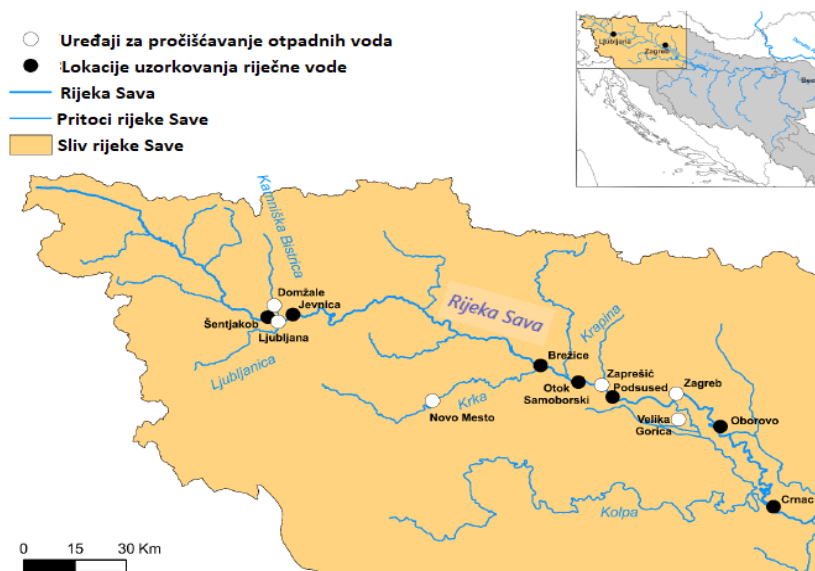 Uređaji za pročišćavanje otpadnih voda
Lokacije uzorkovanja riječne vode
Rijeka Sava
Pritoci rijeke Save
Sliv rijeke Save
Ljubljana
Zagreb
Kamniška Bistrica
Domžale
Jevnica
Šentjakob
Ljubljana
Ljubljanica
Rijeka Sava
Krapina
Brežice
Zaprešić
Zagreb
Otok
Samoborski
Podsused
Krka
Novo Mesto
Velika
Gorica
Oborovo
Crnac
Kolpa
0 15 30 Km